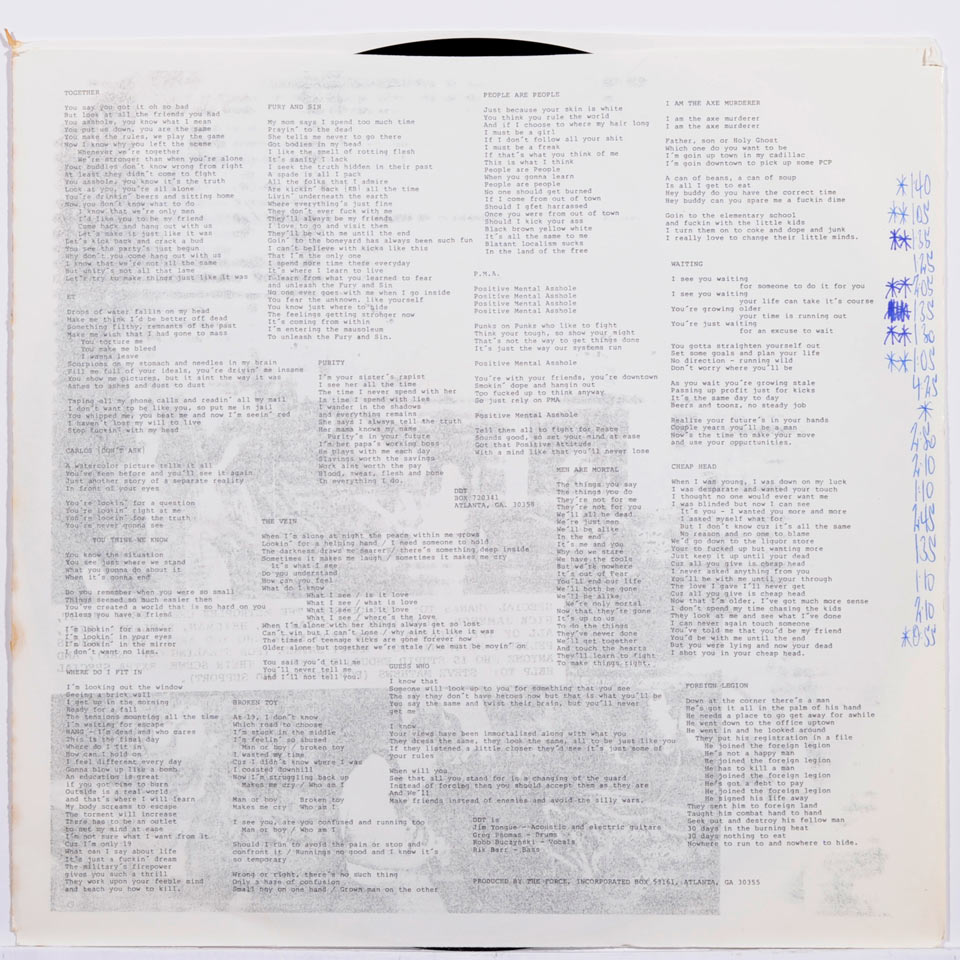 TOGETHER
You say you got it oh so bad
But look at all the friends you had
You asshole, you know what I mean
You put us down, you are the same
You make the rules, we play the game
Now I know why you left the scene
Whenever we're together
We're stronger than when you're alone
Your buddies don't know wrong from right
At least they didn't come to fight
You asshole, you know it's the truth
Look at you, you're all alone
You're drinkin' beers and sitting home
Now you don't know what to do
I know that we're only men
We'd like you to be my friend
Come back and hang out with us
Let's make it just like it was
Let's kick back and crack a bud
You see the party's just begun
Why don't you come hang out with us
I know that we're not all the same
But unity's not all that lame
Let's try to make things just like it was
Drops of water fallin on my head
Make me think I'd be better off dead
Something filthy, remnants of the past
Make me wish that I had gone to mass
You torture me
You make me bleed
I wanna leave
Scorpions on my stomach and needles in my brain
Fill me full of your ideals, you're drivin' me insane
You show me pictures, but it aint the way it was
Ashes to ashes and dust to dust
Taping all my phone calls and readin' all my mail
I don't want to be like you, so put me in jail
You whipped me, you beat me and now I'm seein' red
I haven't lost my will to live
Stop fuckin' with my head
CARLOS (DON'T ASK)
A watercolor picture tells it all
You've seen before and you'll see it again
Just another story of a separate reality
In front of your eyes
You're lookin' for a question
You're lookin' right at me
You're lookin' for the truth
You're never gonna see
YOU THINK WE KNOW
You know the situation
You see just where we stand
What you gonna do about it
When it's gonna end
Do you remember when you were so small
Things seemed so much easier then
You've created a world that is so hard on you
Unless you have a friend
I'm lookin' for a answer
I'm lookin' in your eyes
I'm lookin' in the mirror
I don't want no lies.
WHERE DO I FIT IN
I'm looking out the window
Seeing a brick wall
I get up in the morning
Ready for a fall
The tensions mounting all the time
I'm waiting for escape
BANG - I'm dead and who cares
This is the final day
Where do I fit in
How can I hold on
I feel different every day
Gonna blow up like a bomb
An education is great
if you got time to burn
Outside is a real world
and that's where I will learn
My body screams to escape
The torment will increase
There has to be an outlet
to set my mind at ease
I'm not sure what I want from it
Cuz I'm only 19
What can I say about life
It's just a fuckin' dream
The military's firepower
gives you such a thrill
They work upon your feeble mind
and teach you how to kill.
FURY AND SIN
My mom says I spend too much time
Prayin' to the dead
She tells me never to go there
Got bodies in my head
I like the smell of rotting flesh
It's sanity I lack
I seek the truth hidden in their past
A spade is all I pack
All the folks that I admire
Are kickin' back all the time
Livin' underneath the earth
Where everything's just fine
They don't ever fuck with me
They'll always be my friends
I love to go and visit them
They'll be with me until the end
Goin' to the boneyard has always been such fun
I can't believe with kicks like this
That I'm the only one
I spend more time there everyday
It's where I learn to live
I learn from what you learned to fear
and unleash the Fury and Sin
No one ever goes with me when I go inside
You fear the unknown, like yourself
You know just where to hide
The feelings getting stronger now
It's coming from within
I'm entering the mausoleum
To unleash the Fury and Sin.
PURITY
I'm your sister's rapist
I see her all the time
The time I never spend with her
Is time I spend with lies
I wander in the shadows
and everything remains
She says I always tell the truth
Her mama knows my name
Purity's in your future
I'm her papa's working boss
He plays with me each day
Slavings worth the savings
Work aint worth the pay
Blood, sweat, flesh and bone
On everything I do.
THE VEIN
When I'm alone at night the peace within me grows
Lookin' for a helping hand / I need someone to hold
The darkness draws me nearer / there's something deep inside
Sometimes it makes me laugh / sometimes it makes me cry
It's what I see
Do you understand
How can you feel
What do I know
What I see / is it love
What I see / what is love
What I see / is it love
What I see / where's the love
When I'm alone with her things always get so lost
Can't win but I can't lose / why aint it like it was
The times of teenage kicks are gone forever now
Older alone but together we're stale / we must be movin' on
You said you'd tell me
You'll never tell me
and I'll not tell you.
BROKEN TOY
At 19, I don't know
Which road to choose
I'm stuck in the middle
I'm feelin' so abused
Man or boy / broken toy
I wasted my time
Cuz I didn't know where I was
I coasted downhill
Now I'm struggling back up
Makes me cry / Who am I
Man or boy / Broken toy
Makes me cry / Who am I
I see you, are you confused and running too
Man or boy / Who am I
Should I run to avoid the pain or stop and
confront it / Runnings no good and I know it's
so temporary
Wrong or right, there's no such thing
Only a haze of confusion
Small boy on one hand / Grown man on the other
PEOPLE ARE PEOPLE
Just because your skin is white
You think you rule the world
And if I choose to where my hair long
I must be a girl
If I don't follow all your shit
I must be a freak
If that's what you think of me
This is what I think
People are People
When you gonna learn
People are people
No one should get burned
If I come from out of town
Should I get harrassed
Once you were from out of town
Should I kick your ass
Black brown yellow white
It's all the same to me
Blatant localism sucks
In the land of the free
P.M.A.
Positive Mental Asshole
Positive Mental Asshole
Positive Mental Asshole
Positive Mental Asshole
Punks on Punks who like to fight
Think your tough, so show your might
That's not the way to get things done
It's just the way our systems run
Positive Mental Asshole
You're with your friends, you're downtown
Smokin' dope and hangin out
Too fucked up to think anyway
So just rely on PMA
Positive Mental Asshole
Tell them all to fight for Peace
Sounds good, so set your mind at ease
Got that Positive Attitude
With a mind like that you'll never lose
DDT
BOX 720341
ATLANTA, GA. 30358
MEN ARE MORTAL
The things you say
The things you do
They're not for me
They're not for you
We'll all be dead
We're just men
We'll be alike
In the end
It's me and you
Why do we stare
We have the tools
But we're nowhere
It's out of fear
You'll end our life
We'll both be gone
We'll be alike
We're only mortal
Now that they're gone
It's up to us
To do the things
They've never done
We'll get together
And touch the hearts
They'll learn to fight
To make things right.
GUESS WHO
I know that
Someone will look up to you for something that you see
The say they don't have heroes now but that is what you'll be
You say the same and twist their brain, but you'll never
get me
I know
Your views have been immortalised along with what you
They dress the same, they look the same, all to be just like you
If they listened a little closer they'd see it's just more of
your rules
When will you
See that all you stand for is a changing of the guard
Instead of forcing them you should accept them as they are
And We'll
Make friends instead of enemies and avoid the silly wars.
DDT is
Jim Tongue - Acoustic and electric guitars
Greg Psomas - Drums
Robo Buczynski - Vocals
Rik Barr - Bass
PRODUCED BY THE FORCE, INCORPORATED BOX 54161, ATLANTA, GA 30355
I AM THE AXE MURDERER
I am the axe murderer
I am the axe murderer
Father, son or Holy Ghost
Which one do you want to be
I'm goin up town in my cadillac
I'm goin downtown to pick up some PCP
A can of beans, a can of soup
Is all I get to eat
Hey buddy do you have the correct time
Hey buddy can you spare me a fuckin dime
Goin to the elementary school
and fuckin with the little kids
I turn them on to coke and dope and junk
I really love to change their little minds.
WAITING
I see you waiting
for someone to do it for you
I see you waiting
your life can take it's course
You're growing older
your time is running out
You're just waiting
for an excuse to wait
You gotta straighten yourself out
Set some goals and plan your life
No direction - running wild
Don't worry where you'll be
As you wait you're growing stale
Passing up profit just for kicks
It's the same day to day
Beers and toonz, no steady job
Realise your future's in your hands
Couple years you'll be a man
Now's the time to make your move
and use your opportunities.
CHEAP HEAD
When I was young, I was down on my luck
I was desparate and wanted your touch
I thought no one would ever want me
I was blinded but now I can see
It's you - I wanted you more and more
I asked myself what for
But I don't know cuz it's all the same
No reason and no one to blame
We'd go down to the liquor store
Your to fucked up but wanting more
Just keep it up until your dead
Cuz all you give is cheap head
I never asked anything from you
You'll be with me until your through
The love I gave I'll never get
Cus all you give is cheap head
Now that I'm older, I've got much more sense
I don't spend my time chasing the kids
They look at me and see what I've done
I can never again touch someone
You've told me that you'd be my friend
You'd be with me until the end
But you were lying and now your dead
I shot you in your cheap head.
FOREIGN LEGION
Down at the corner there's a man
He's got it all in the palm of his hand
He needs a place to go get away for awhile
He went down to the office uptown
He went in and he looked around
They put his registration in a file
He joined the foreign legion
He's not a happy man
He joined the foreign legion
He has to kill a man
He joined the foreign legion
He's got a debt to pay
He joined the foreign legion
He signed his life away
They sent him to foreign land
Taught him combat hand to hand
Seek out and destroy his fellow man
30 days in the burning heat
30 days nothing to eat
Nowhere to run to and nowhere to hide.
*1:40
**1:05
**1:35
1:25
**2:05
1:35
**1:30
**1:05
4:25
*
2:30
2:10
1:10
2:45
1:35
1:10
2:10
*0:55